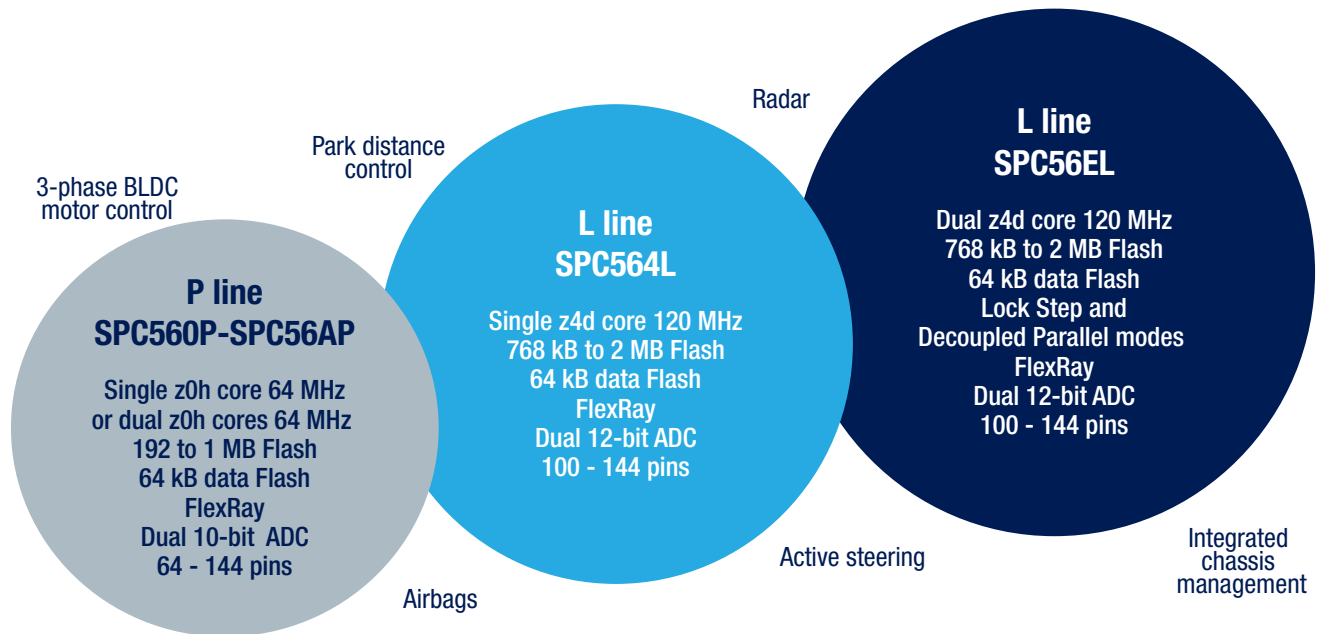 3-phase BLDC
motor control
P line
SPC560P-SPC56AP
Single z0h core 64 MHz
or dual z0h cores 64 MHz
192 to 1 MB Flash
64 kB data Flash
FlexRay
Dual 10-bit ADC
64 - 144 pins
Park distance
control
Airbags
L line
SPC564L
Single z4d core 120 MHz
768 kB to 2 MB Flash
64 kB data Flash
FlexRay
Dual 12-bit ADC
100 - 144 pins
Radar
Active steering
L line
SPC56EL
Dual z4d core 120 MHz
768 kB to 2 MB Flash
64 kB data Flash
Lock Step and
Decoupled Parallel modes
FlexRay
Dual 12-bit ADC
100 - 144 pins
Integrated
chassis
management